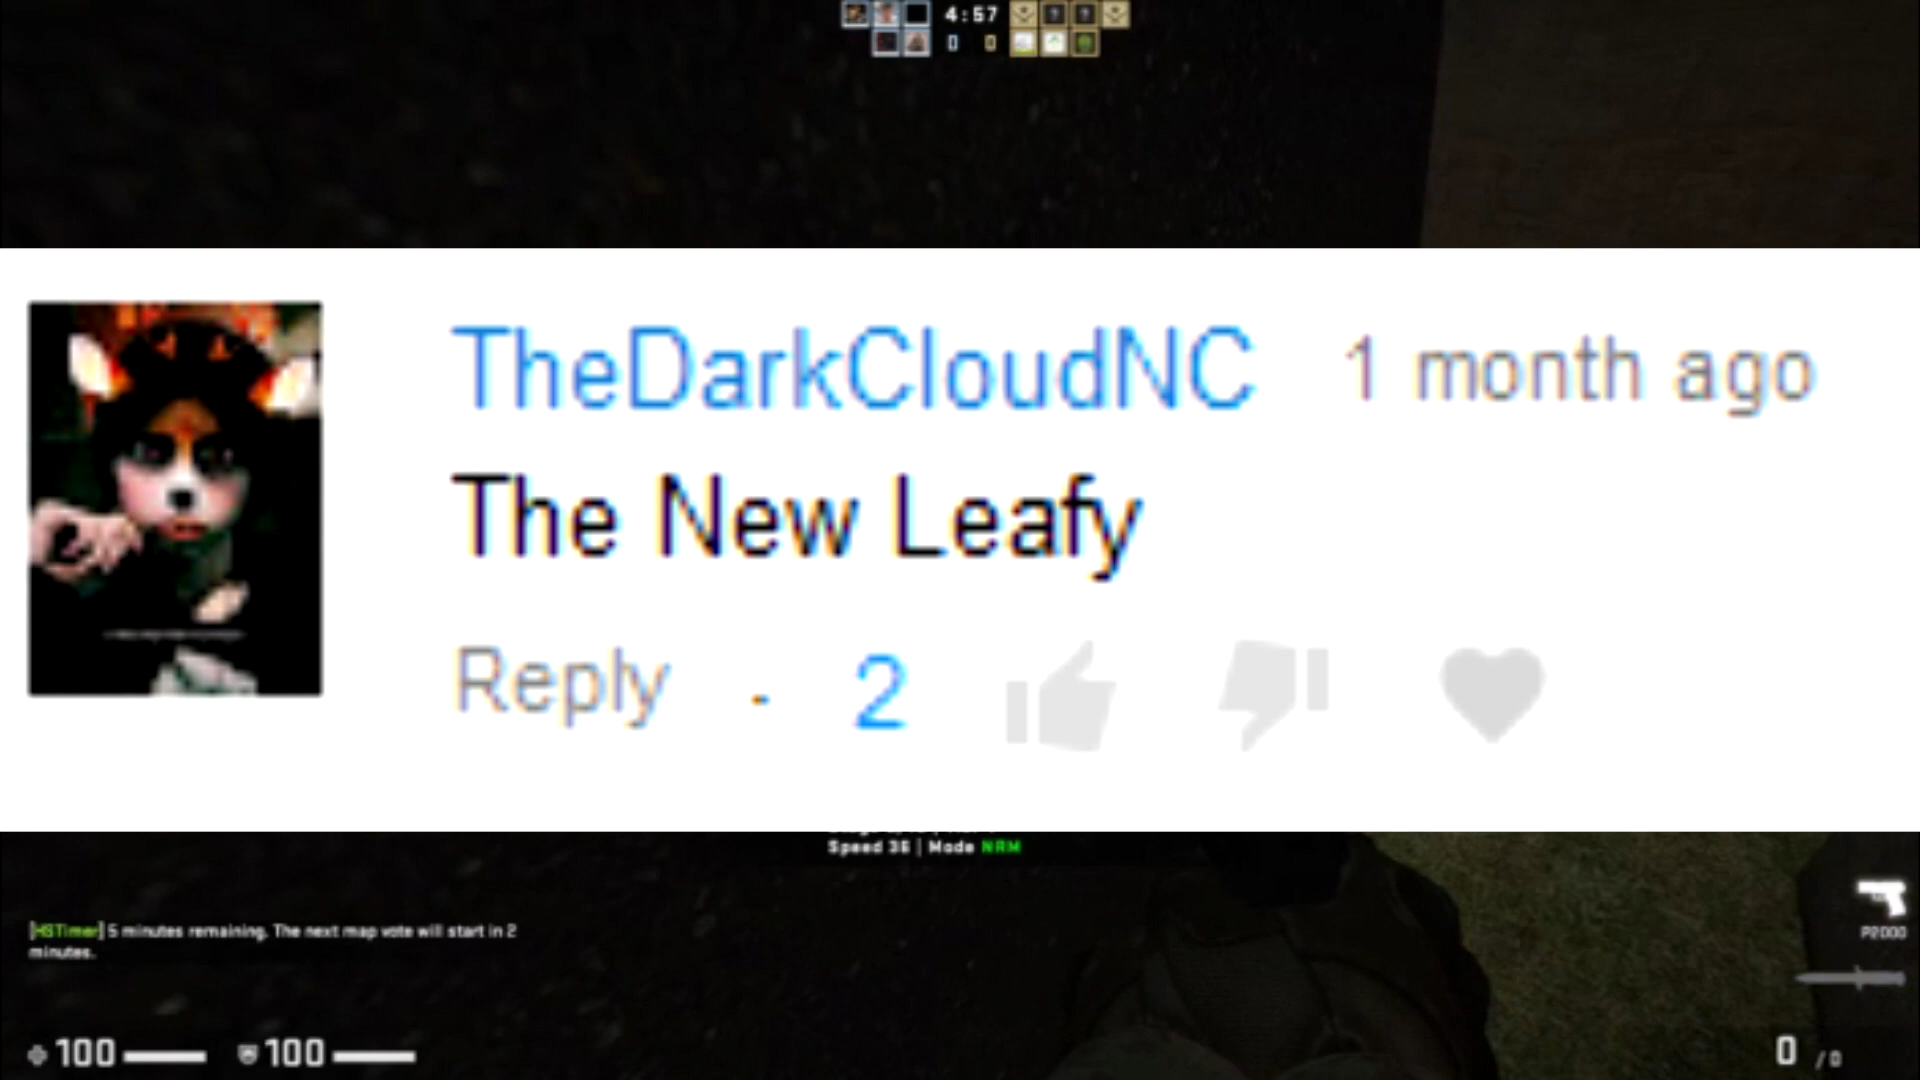 4:57
0 0
TheDarkCloudNC 1 month ago
The New Leafy
Reply · 2
Speed 36 | Mode NRM
[HSTimer] 5 minutes remaining. The next map vote will start in 2
minutes.
P2000
100 100
0 / 0